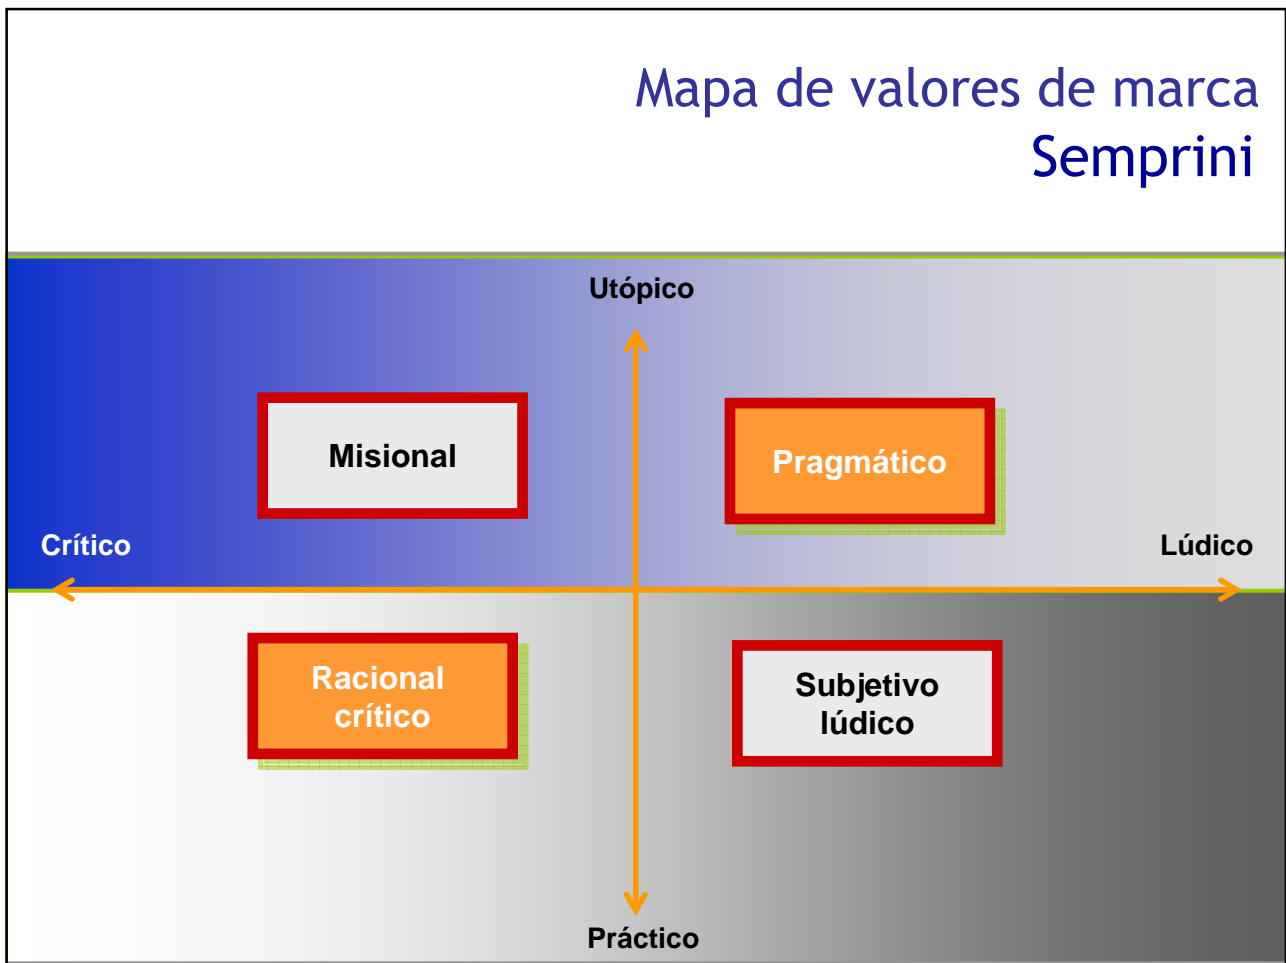 Mapa de valores de marca
Semprini
Utópico
Misional
Pragmático
Crítico
Lúdico
Racional
crítico
Subjetivo
lúdico
Práctico